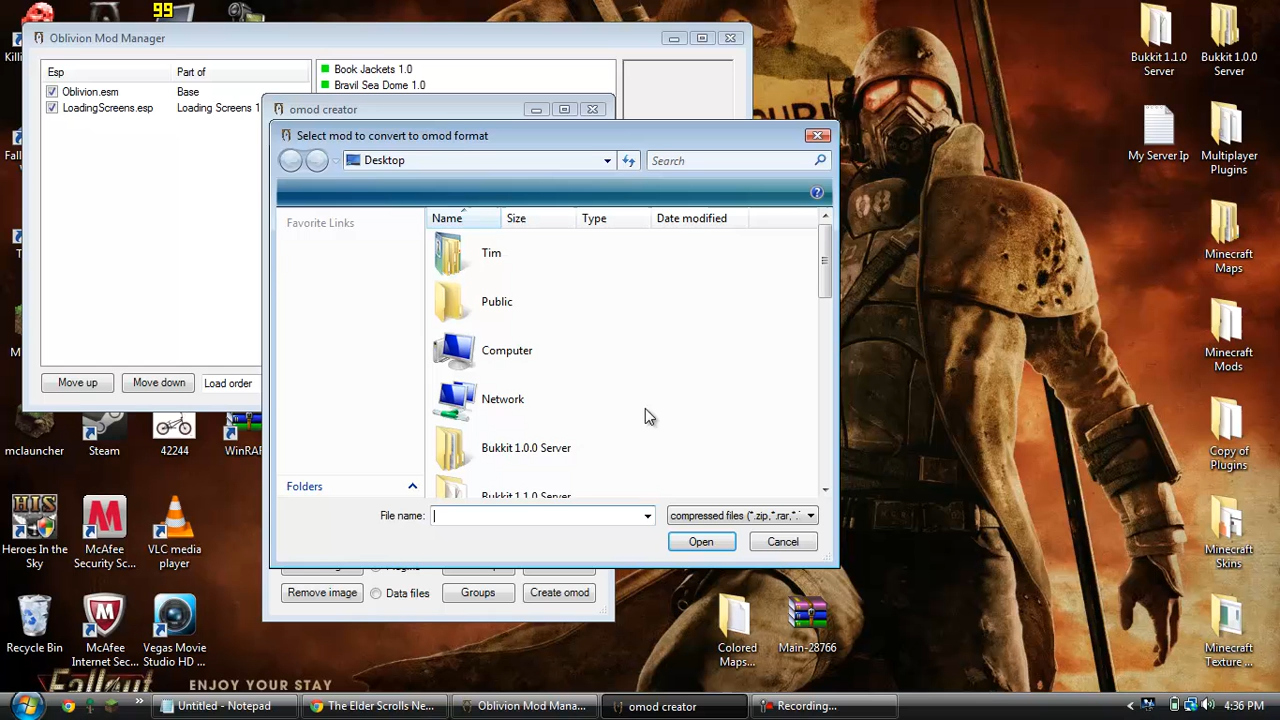 99
Oblivion Mod Manager
Esp
Part of
Oblivion.esm
Base
LoadingScreens.esp
Loading Screens 1
Book Jackets 1.0
Bravil Sea Dome 1.0
Move up
Move down
Load order
omod creator
Remove image
Data files
Groups
Create omod
Select mod to convert to omod format
Desktop
Search
Favorite Links
Name
Size
Type
Date modified
Tim
Public
Computer
Network
Bukkit 1.0.0 Server
Bukkit 1.1.0 Server
Folders
File name:
compressed files (*.zip,*.rar,*.
Open
Cancel
Killi
Fal
T
M
mclauncher
Steam
42244
WinRAR
Heroes In the
Sky
McAfee
Security Sc...
VLC media
player
Recycle Bin
McAfee
Internet Sec...
Vegas Movie
Studio HD ...
Bukkit 1.1.0
Server
Bukkit 1.0.0
Server
My Server Ip
Multiplayer
Plugins
Minecraft
Maps
Minecraft
Mods
Copy of
Plugins
Minecraft
Skins
Minecraft
Texture ...
Colored
Maps...
Main-28766
Fallout
ENJOY YOUR STAY
Untitled - Notepad
The Elder Scrolls Ne...
Oblivion Mod Mana...
omod creator
Recording...
4:36 PM